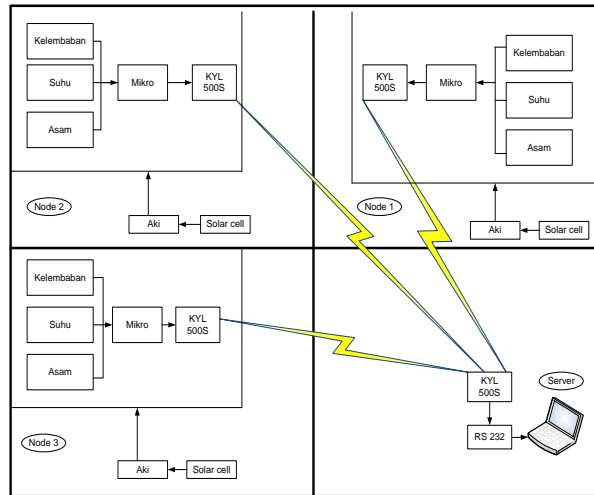 Kelembaban
Suhu
Asam
Mikro
KYL
500S
Node 2
Aki
Solar cell
KYL
500S
Mikro
Kelembaban
Suhu
Asam
Node 1
Aki
Solar cell
Kelembaban
Suhu
Asam
Mikro
KYL
500S
Node 3
Aki
Solar cell
KYL
500S
Server
RS 232